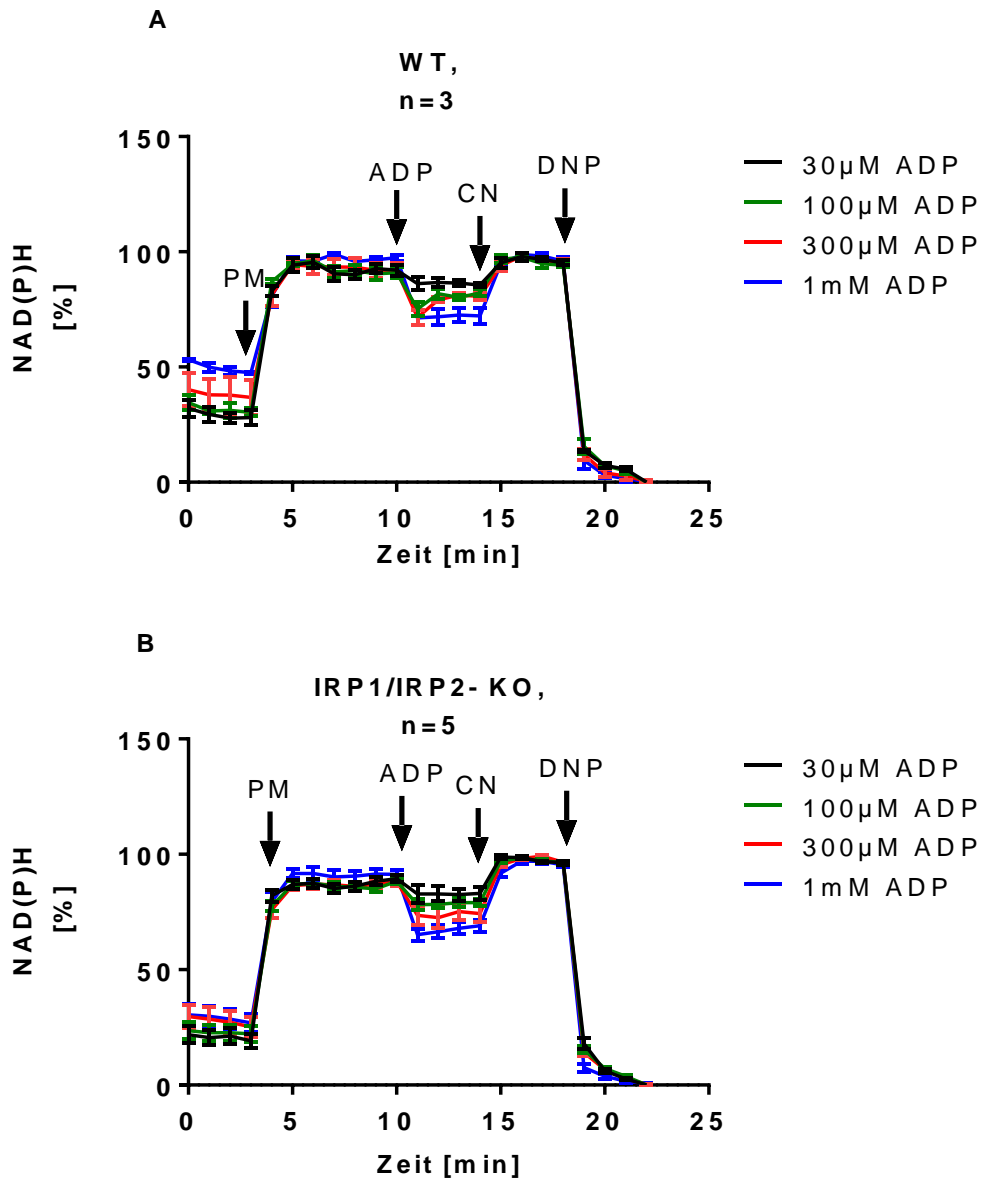 A
WT,
n=3
150
100
50
0
NAD(P)H
[%]
PM
ADP
CN
DNP
30µM ADP
100µM ADP
300µM ADP
1mM ADP
0 5 10 15 20 25
Zeit [min]
B
IRP1/IRP2- KO,
n=5
150
100
50
0
NAD(P)H
[%]
PM
ADP
CN
DNP
30µM ADP
100µM ADP
300µM ADP
1mM ADP
0 5 10 15 20 25
Zeit [min]